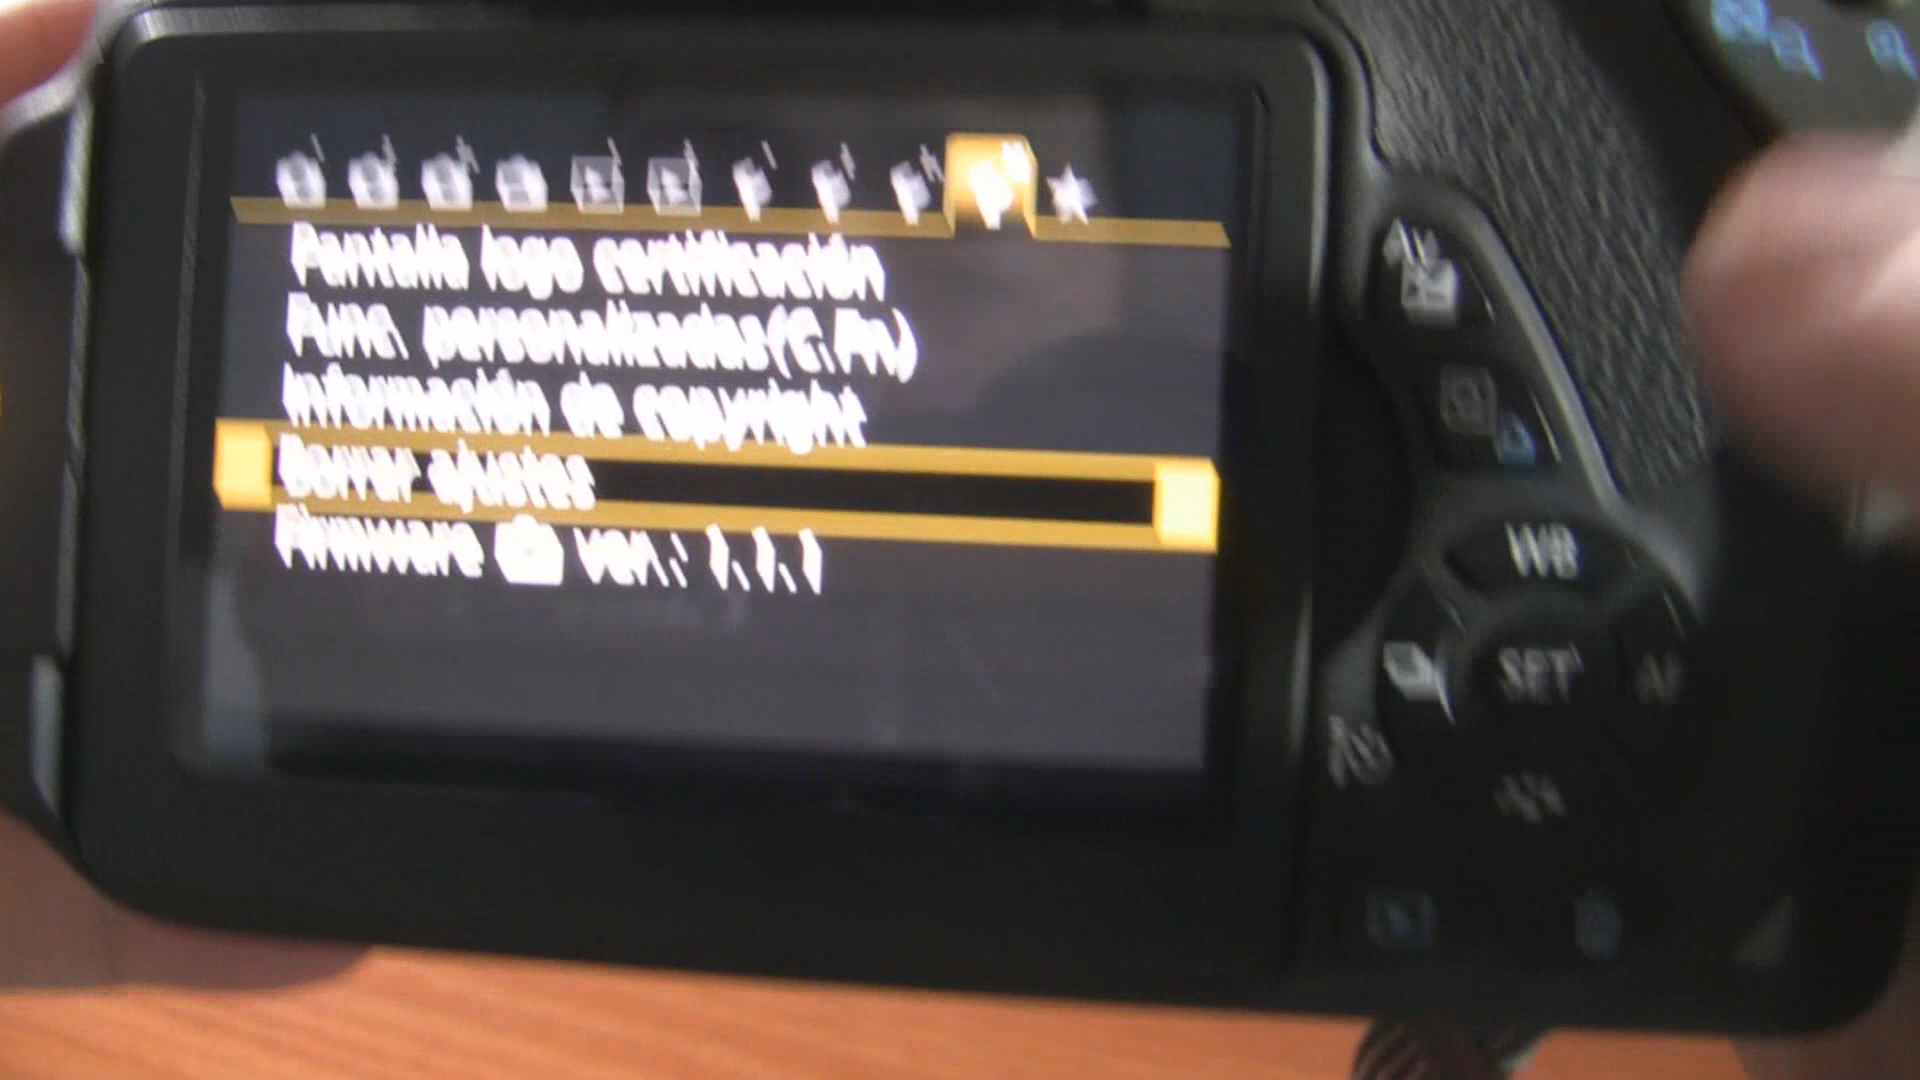 Pantalla logo certificación
Func. personalizadas(C.Fn)
Información de copyright
Borrar ajustes
Firmware ver.: 1.1.1
Av
WB
SET
AF